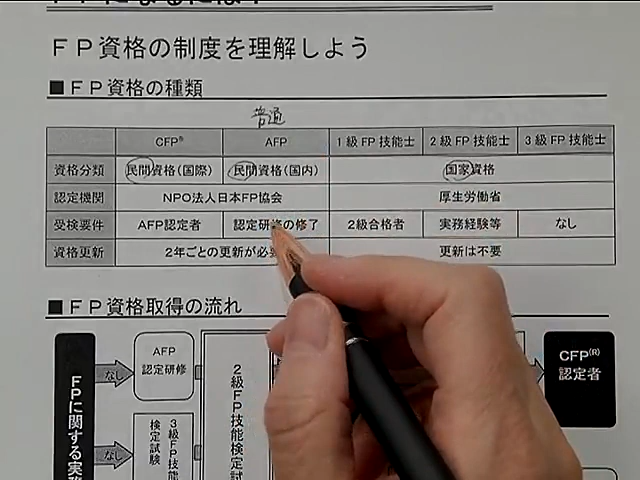 FPになるには？
ＦＰ資格の制度を理解しよう
■ＦＰ資格の種類
普通
CFP® AFP 1級FP技能士 2級FP技能士 3級FP技能士
資格分類 民間資格(国際) 民間資格(国内) 国家資格
認定機関 NPO法人日本FP協会 厚生労働省
受検要件 AFP認定者 認定研修の修了 2級合格者 実務経験等 なし
資格更新 2年ごとの更新が必 更新は不要
■ＦＰ資格取得の流れ
FPに関する実務
なし
AFP
認定研修
2級FP技能検定試
CFP(R)
認定者
なし
3級FP技能
検定試験